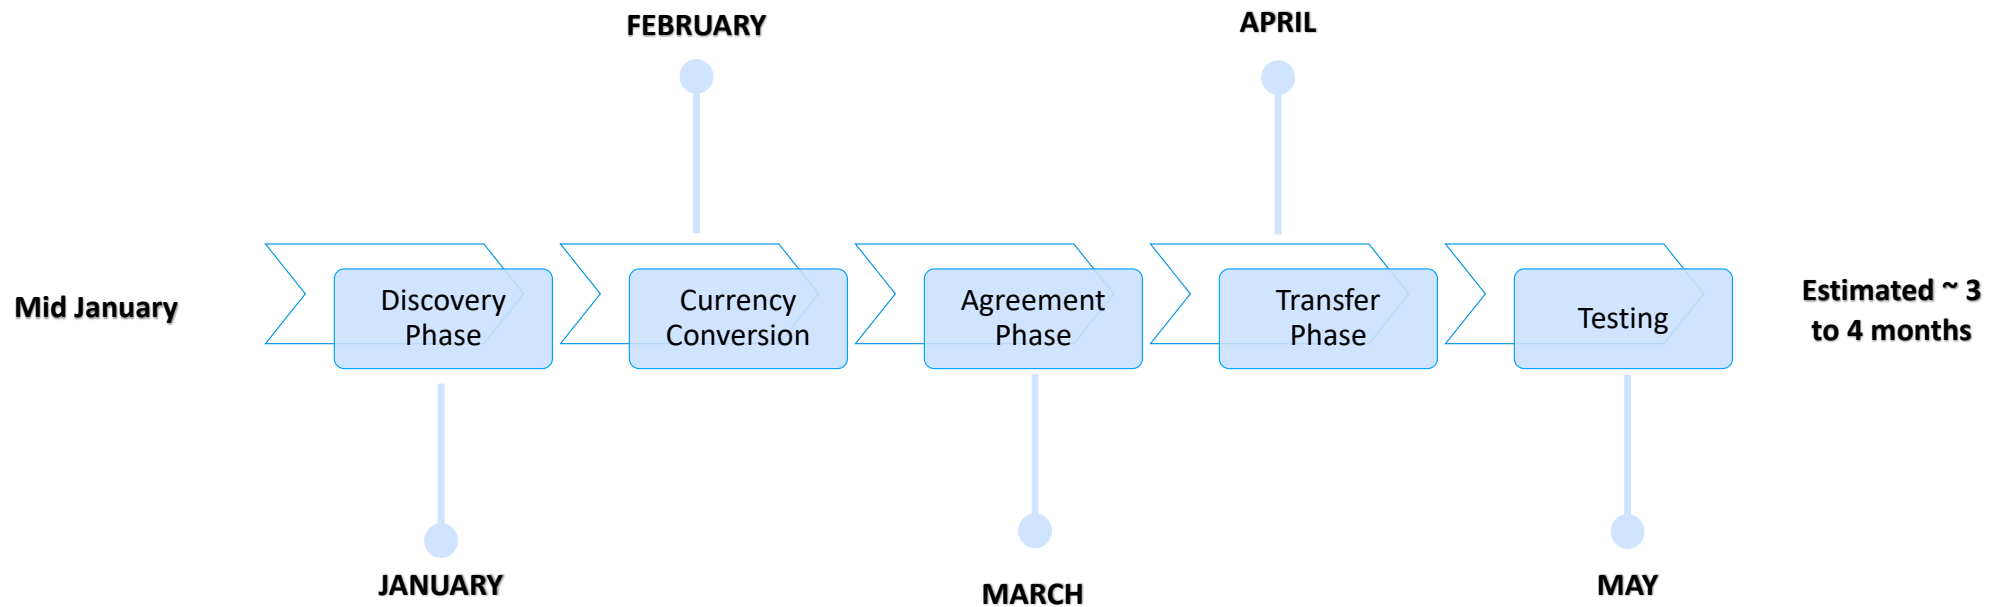 FEBRUARY
APRIL
Mid January
Discovery
Phase
Currency
Conversion
Agreement
Phase
Transfer
Phase
Testing
Estimated ~ 3
to 4 months
JANUARY
MARCH
MAY